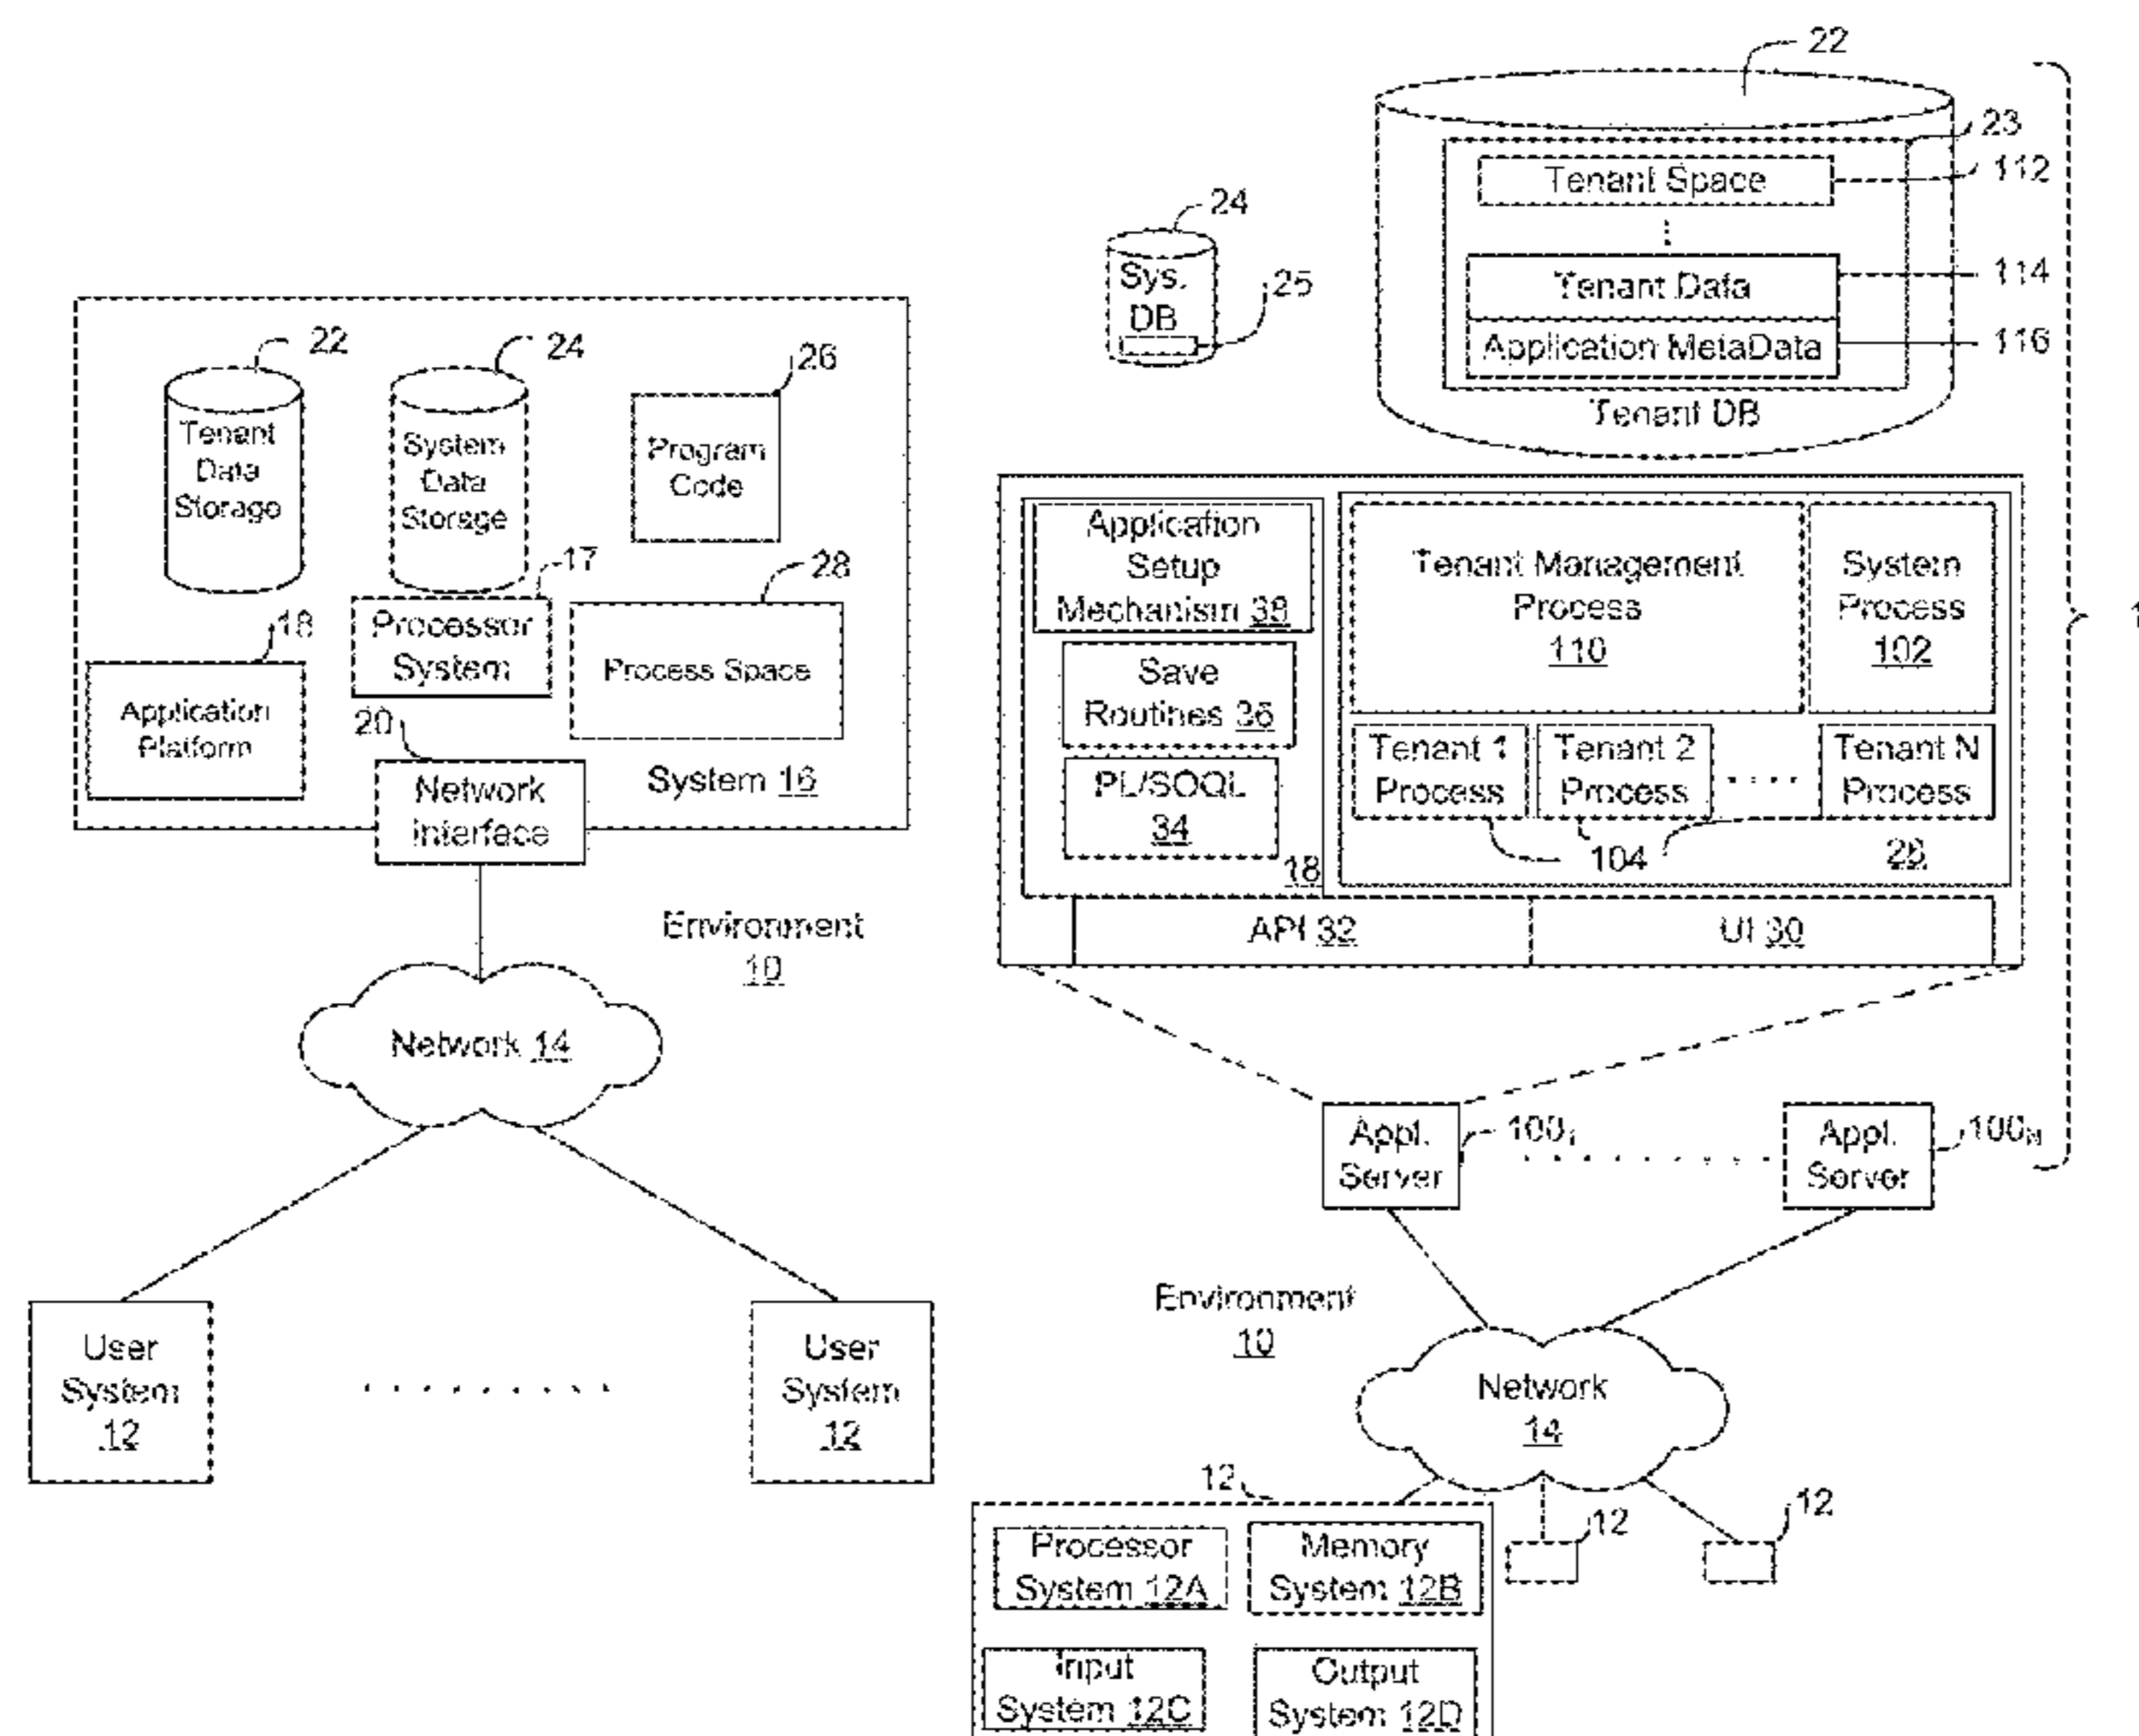 22
24
26
Tenant
Data
Storage
System
Data
Storage
Program
Code
17
28
18
Processor
System
Process Space
Application
Platform
20
Network
Interface
System 16
Environment
10
Network 14
User
System
12
User
System
12
22
23
Tenant Space
112
24
Sys.
DB
25
Tenant Data
114
Application MetaData
116
Tenant DB
Application
Setup
Mechanism 38
Save
Routines 36
PL/SOQL
34
18
Tenant Management
Process
110
System
Process
102
Tenant 1
Process
Tenant 2
Process
Tenant N
Process
104
28
API 32
UI 30
1
Appl.
Server
100₁
Appl.
Server
100N
Environment
10
Network
14
12
12
12
Processor
System 12A
Memory
System 12B
Input
System 12C
Output
System 12D